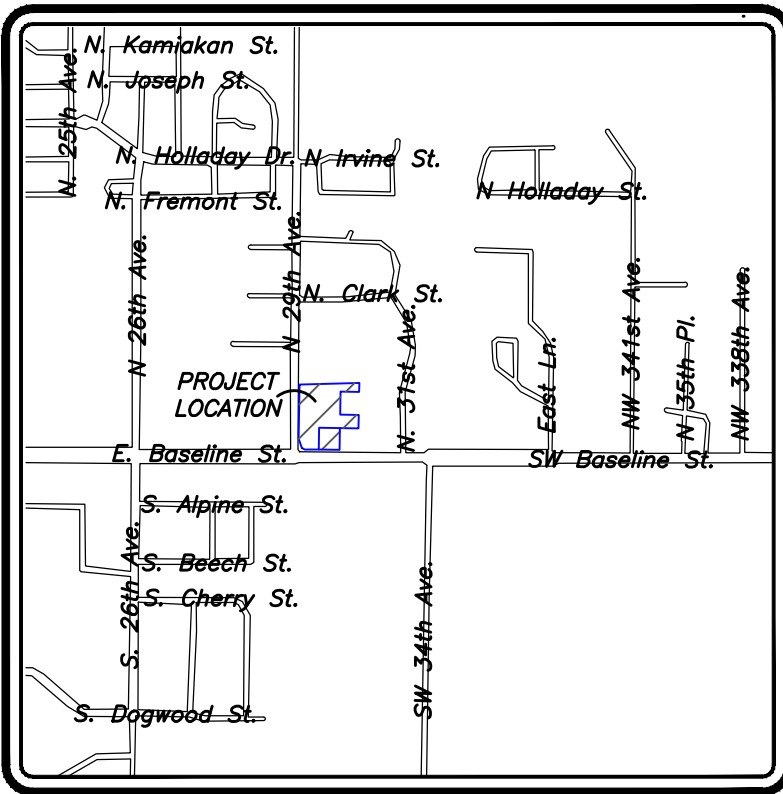 N. Kamiakan St.
N. 25th Ave.
N. Joseph St.
N. Holladay Dr.
N Irvine St.
N Holladay St.
N. Fremont St.
N 26th Ave.
N 29th Ave.
N. Clark St.
N. 31st Ave.
East Ln.
NW 341st Ave.
N 35th Pl.
NW 338th Ave.
PROJECT
LOCATION
E. Baseline St.
SW Baseline St.
S. Alpine St.
S. 26th Ave.
S. Beech St.
S. Cherry St.
SW 34th Ave.
S. Dogwood St.